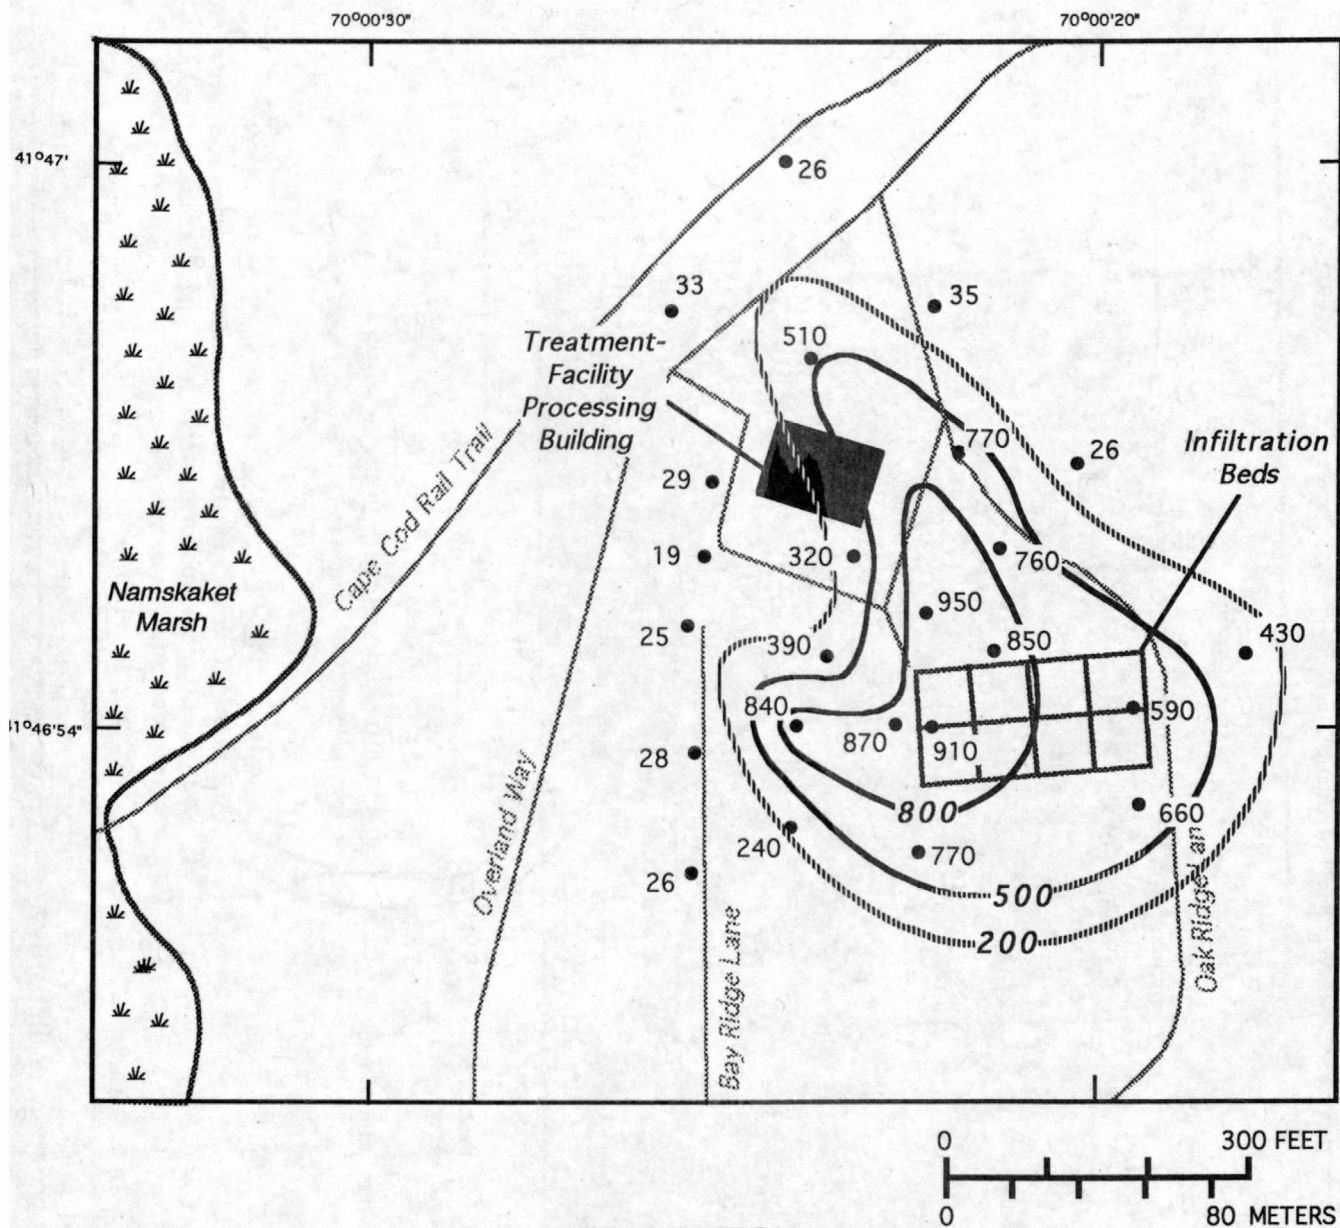 70°00'30"
70°00'20"
41°47'
26
33
35
Treatment-
Facility
Processing
Building
510
770
26
Infiltration
Beds
29
Cape Cod Rail Trail
19
320
760
Namskaket
Marsh
950
25
390
850
430
840
590
1°46'54"
870
910
28
800
660
Overland Way
240
770
26
500
200
Bay Ridge Lane
Oak Ridge Lan
0
300 FEET
0
80 METERS